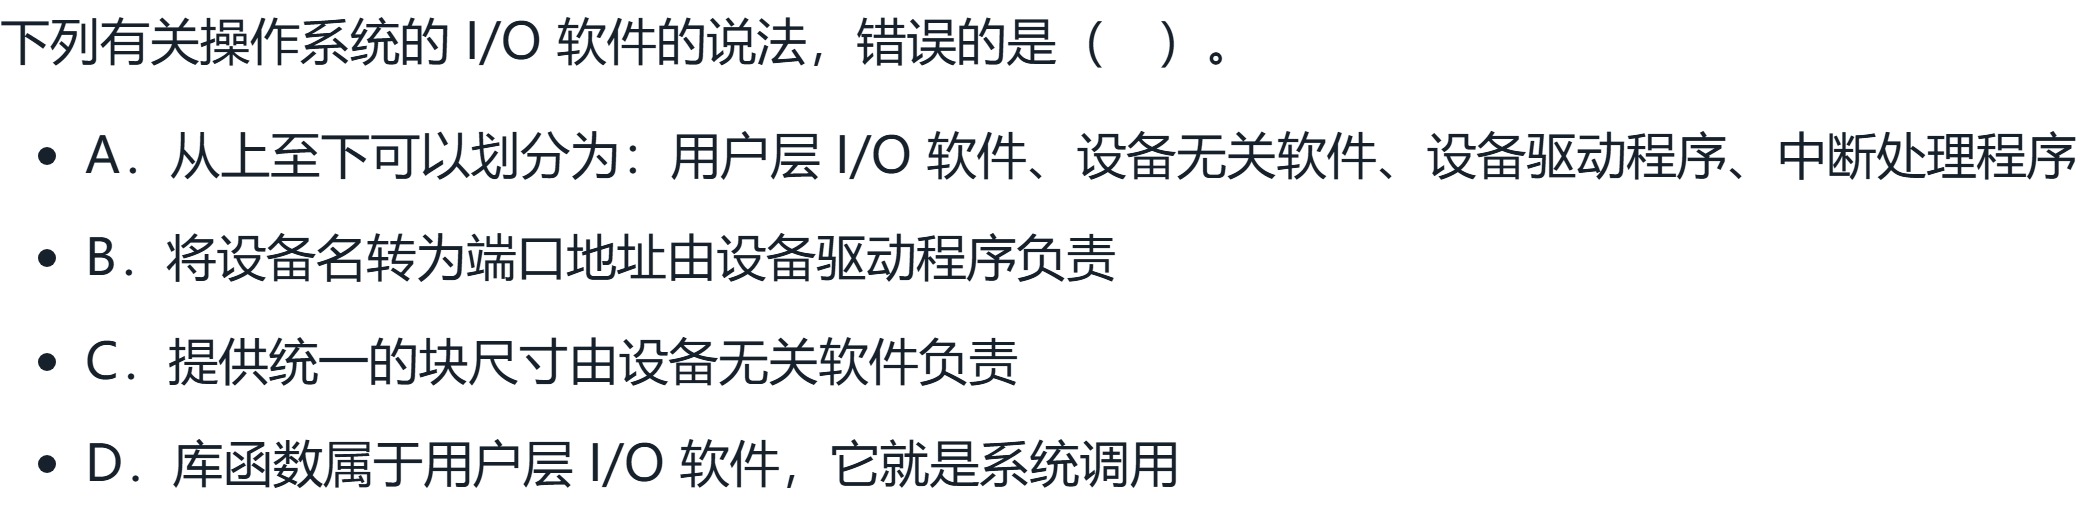 下列有关操作系统的 I/O 软件的说法，错误的是（　）。
• A．从上至下可以划分为：用户层 I/O 软件、设备无关软件、设备驱动程序、中断处理程序
• B．将设备名转为端口地址由设备驱动程序负责
• C．提供统一的块尺寸由设备无关软件负责
• D．库函数属于用户层 I/O 软件，它就是系统调用